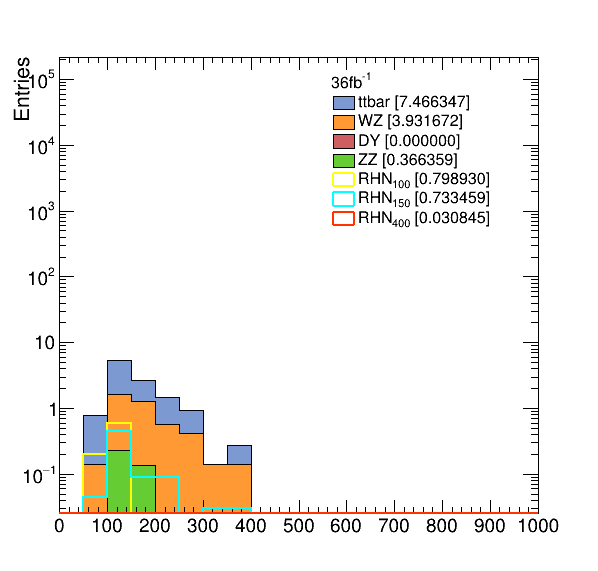 Entries
36fb⁻¹
ttbar [7.466347]
WZ [3.931672]
DY [0.000000]
ZZ [0.366359]
RHN₁₀₀ [0.798930]
RHN₁₅₀ [0.733459]
RHN₄₀₀ [0.030845]
10⁵
10⁴
10³
10²
10
1
10⁻¹
0 100 200 300 400 500 600 700 800 900 1000